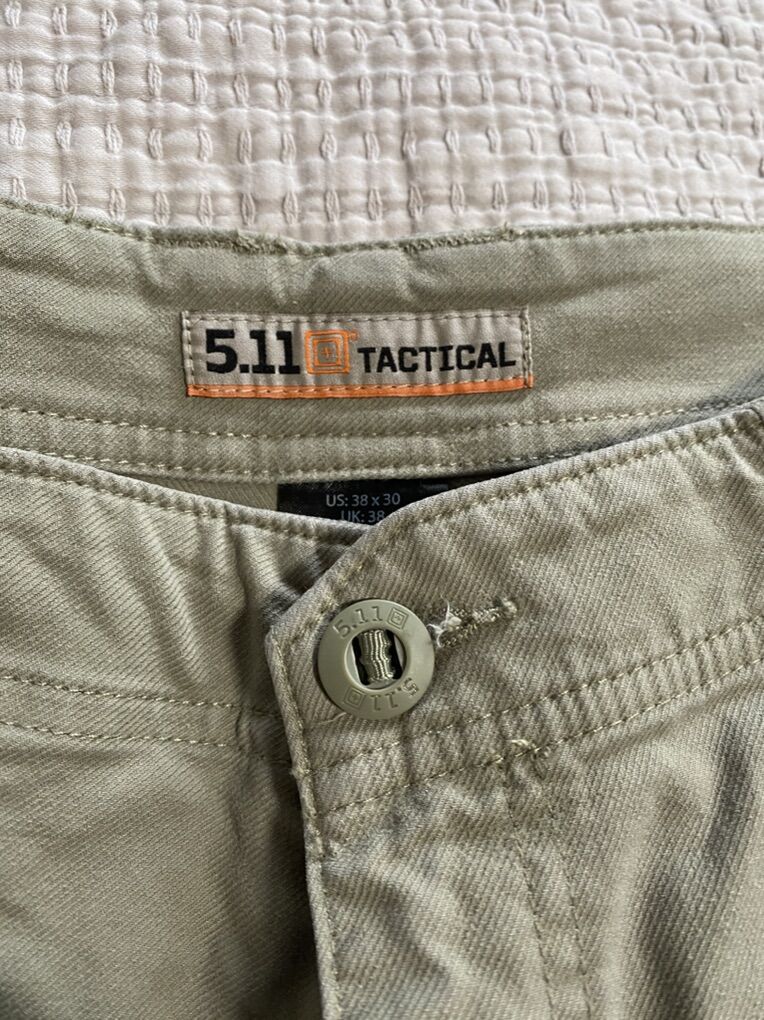 5.11 TACTICAL
US: 38 x 30
UK: 38
5.11
5.11